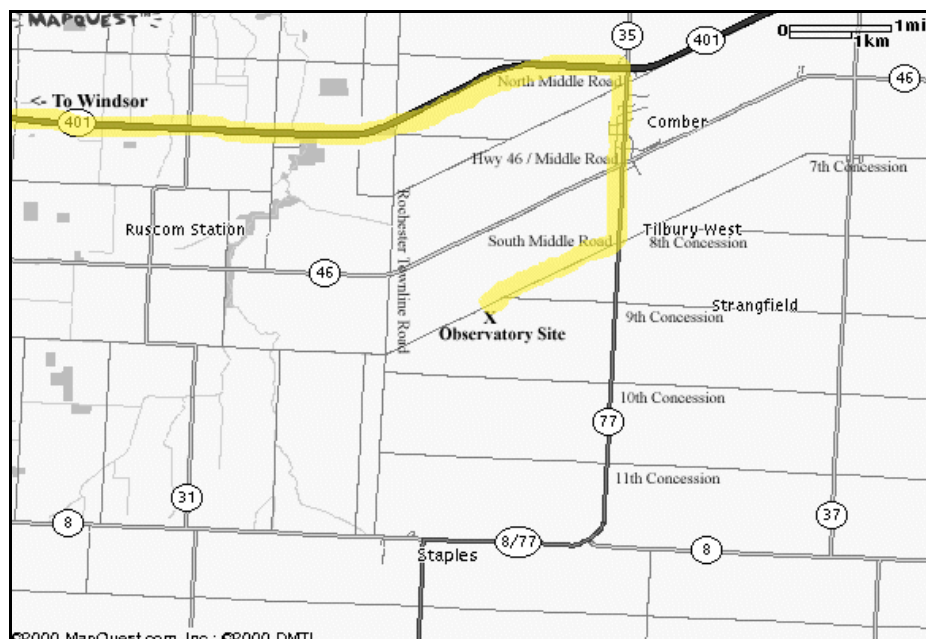 MAPQUEST™
35
401
0 1mi
1km
46
North Middle Road
<- To Windsor
401
Comber
Hwy 46 / Middle Road
7th Concession
Rochester Townline Road
Ruscom Station
Tilbury West
South Middle Road
8th Concession
46
Strangfield
X
9th Concession
Observatory Site
10th Concession
77
11th Concession
31
37
8
8/77
8
Staples
©2000 MapQuest.com, Inc.; ©2000 DMTI